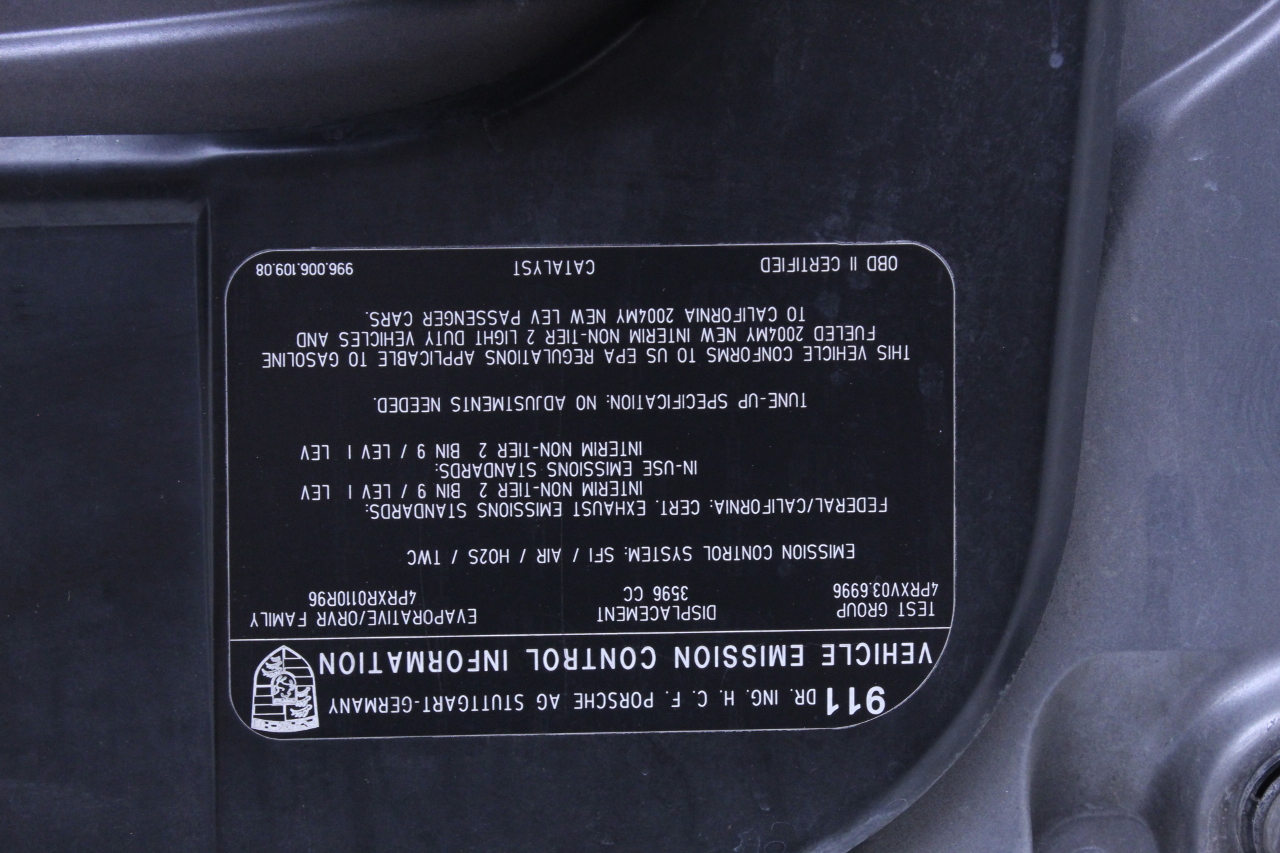 911 DR. ING. H. C. F. PORSCHE AG STUTTGART-GERMANY
VEHICLE EMISSION CONTROL INFORMATION
TEST GROUP DISPLACEMENT EVAPORATIVE/ORVR FAMILY
4PRXV03.6996 3596 CC 4PRXR0110R96
EMISSION CONTROL SYSTEM: SFI / AIR / HO2S / TWC
FEDERAL/CALIFORNIA: CERT. EXHAUST EMISSIONS STANDARDS:
INTERIM NON-TIER 2 BIN 9 / LEV I LEV
IN-USE EMISSIONS STANDARDS:
INTERIM NON-TIER 2 BIN 9 / LEV I LEV
TUNE-UP SPECIFICATION: NO ADJUSTMENTS NEEDED.
THIS VEHICLE CONFORMS TO US EPA REGULATIONS APPLICABLE TO GASOLINE
FUELED 2004MY NEW INTERIM NON-TIER 2 LIGHT DUTY VEHICLES AND
TO CALIFORNIA 2004MY NEW LEV PASSENGER CARS.
OBD II CERTIFIED CATALYST 996.006.109.08